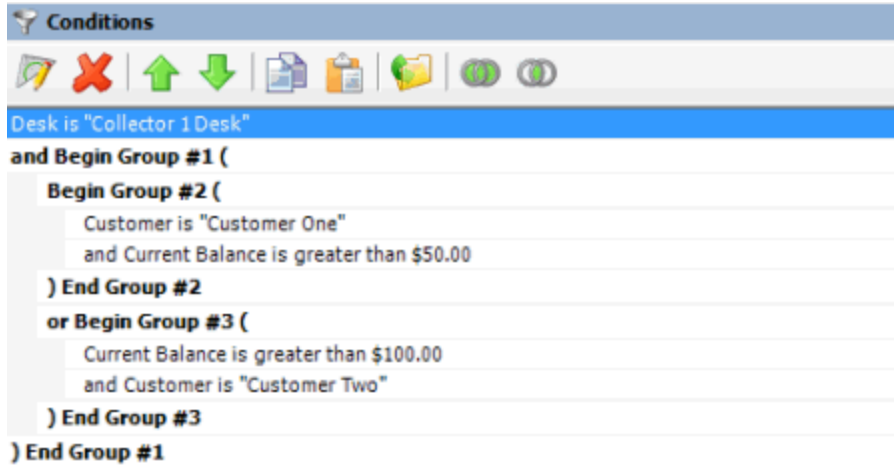 Conditions
Desk is "Collector 1 Desk"
and Begin Group #1 (
Begin Group #2 (
Customer is "Customer One"
and Current Balance is greater than $50.00
) End Group #2
or Begin Group #3 (
Current Balance is greater than $100.00
and Customer is "Customer Two"
) End Group #3
) End Group #1